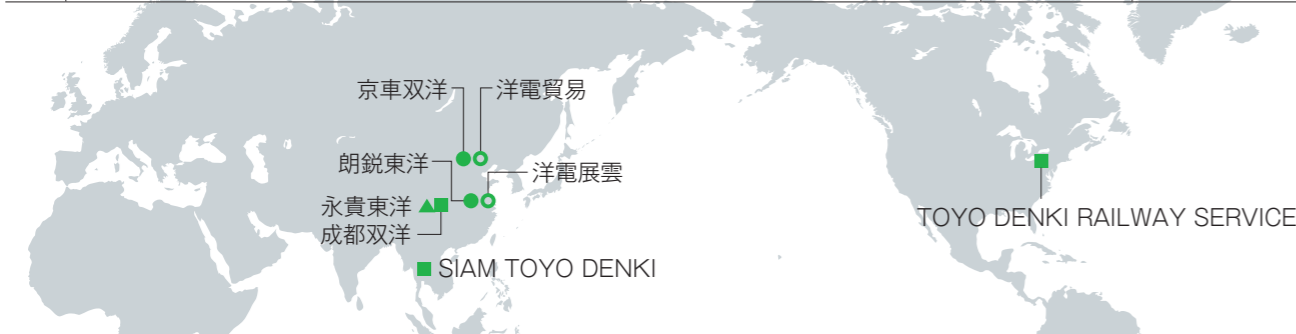 京車双洋
洋電貿易
朗鋭東洋
洋電展雲
永貴東洋
成都双洋
TOYO DENKI RAILWAY SERVICE
SIAM TOYO DENKI